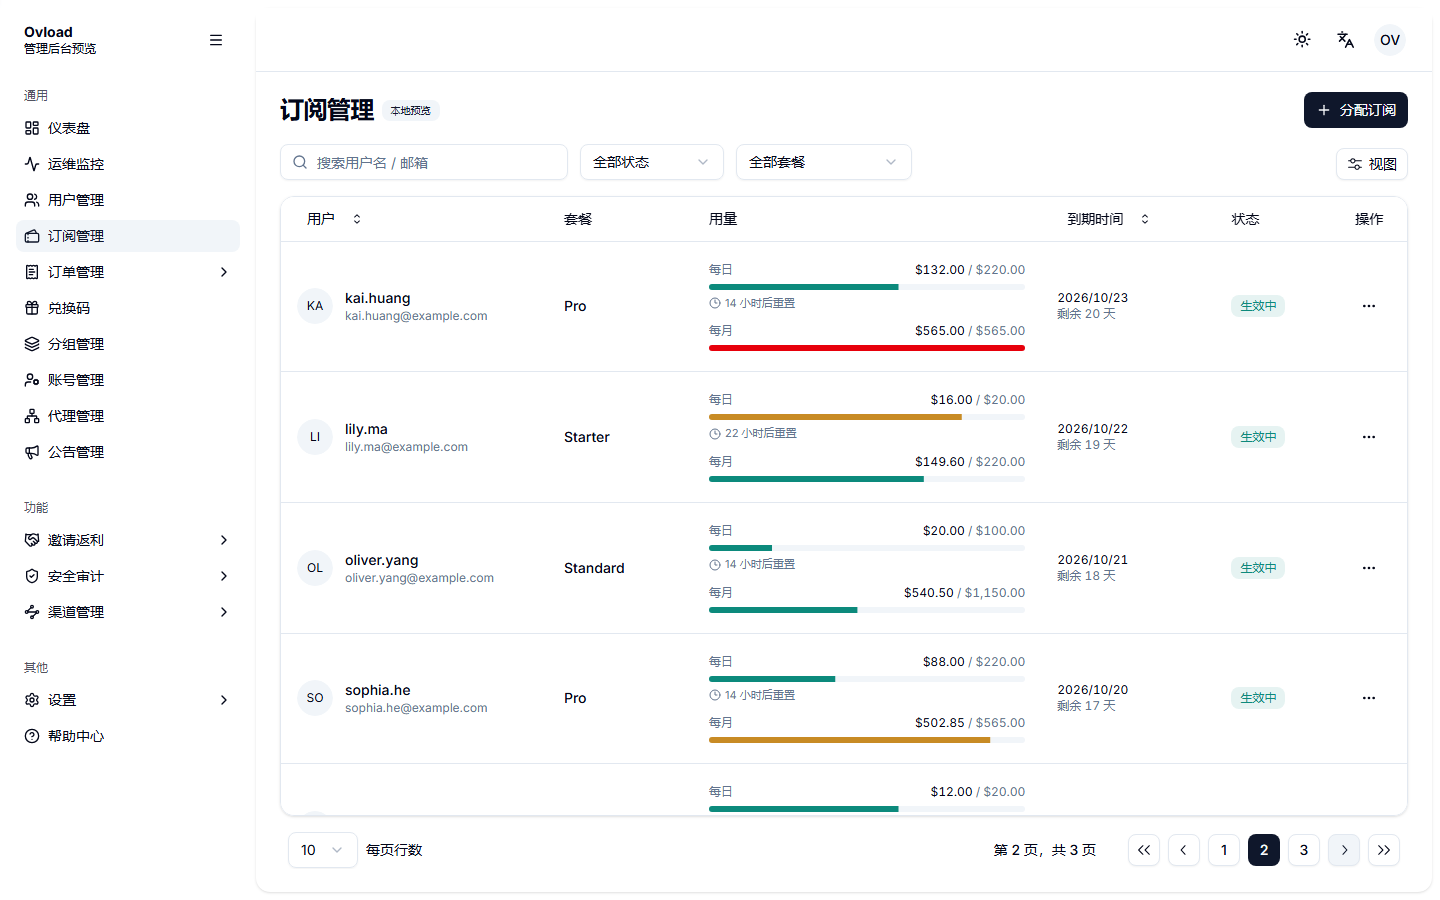 Ovload
管理后台预览
OV
通用
仪表盘
运维监控
用户管理
订阅管理
订单管理
兑换码
分组管理
账号管理
代理管理
公告管理
功能
邀请返利
安全审计
渠道管理
其他
设置
帮助中心
订阅管理 本地预览
分配订阅
搜索用户名 / 邮箱
全部状态
全部套餐
视图
用户 套餐 用量 到期时间 状态 操作
KA
kai.huang
kai.huang@example.com
Pro
每日 $132.00 / $220.00
14 小时后重置
每月 $565.00 / $565.00
2026/10/23
剩余 20 天
生效中
LI
lily.ma
lily.ma@example.com
Starter
每日 $16.00 / $20.00
22 小时后重置
每月 $149.60 / $220.00
2026/10/22
剩余 19 天
生效中
OL
oliver.yang
oliver.yang@example.com
Standard
每日 $20.00 / $100.00
14 小时后重置
每月 $540.50 / $1,150.00
2026/10/21
剩余 18 天
生效中
SO
sophia.he
sophia.he@example.com
Pro
每日 $88.00 / $220.00
14 小时后重置
每月 $502.85 / $565.00
2026/10/20
剩余 17 天
生效中
每日 $12.00 / $20.00
10 每页行数
第 2 页，共 3 页
1 2 3